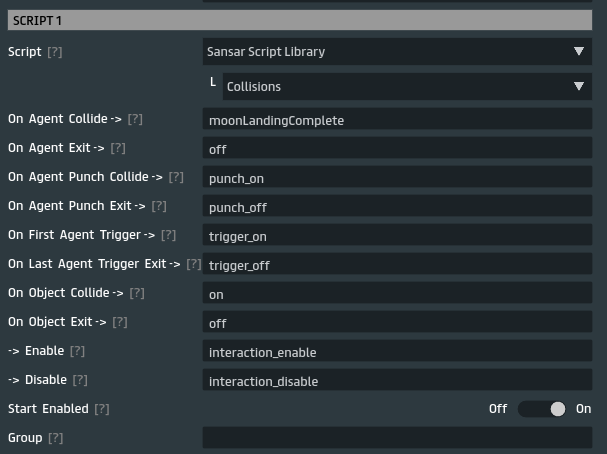 SCRIPT 1
Script [?] Sansar Script Library
Collisions
On Agent Collide -> [?] moonLandingComplete
On Agent Exit -> [?] off
On Agent Punch Collide -> [?] punch_on
On Agent Punch Exit -> [?] punch_off
On First Agent Trigger -> [?] trigger_on
On Last Agent Trigger Exit -> [?] trigger_off
On Object Collide -> [?] on
On Object Exit -> [?] off
-> Enable [?] interaction_enable
-> Disable [?] interaction_disable
Start Enabled [?] Off On
Group [?]